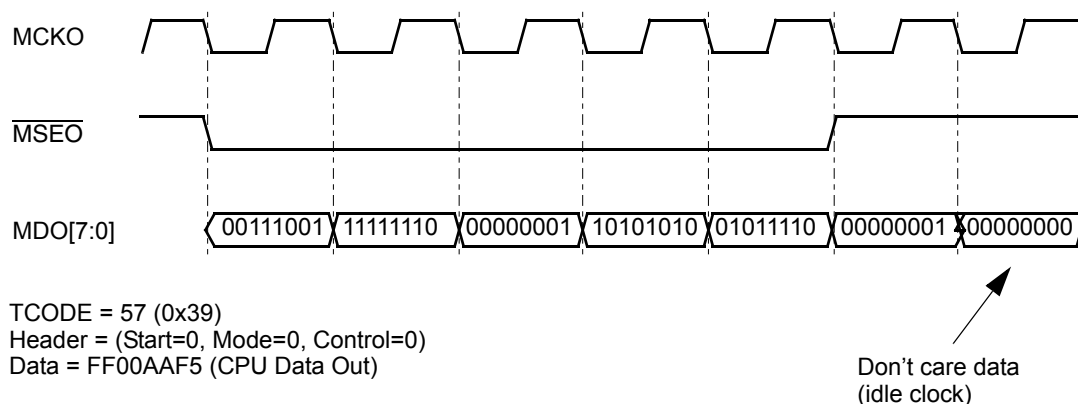 MCKO
MSEO
MDO[7:0]
00111001 11111110 00000001 10101010 01011110 00000001 00000000
TCODE = 57 (0x39)
Header = (Start=0, Mode=0, Control=0)
Data = FF00AAF5 (CPU Data Out)
Don’t care data
(idle clock)